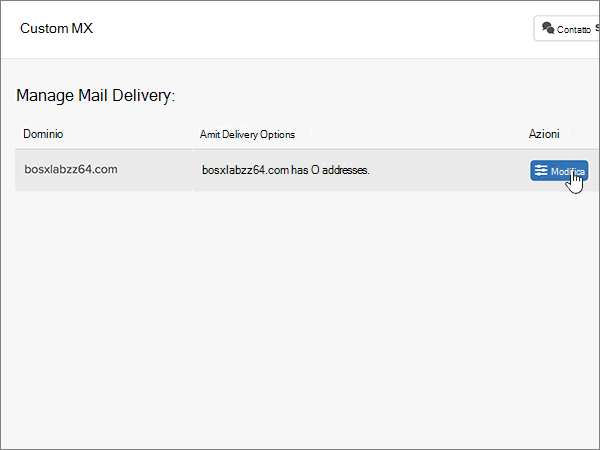 Custom MX
Contatto S
Manage Mail Delivery:
Dominio Amit Delivery Options Azioni
bosxlabzz64.com bosxlabzz64.com has O addresses. Modifica